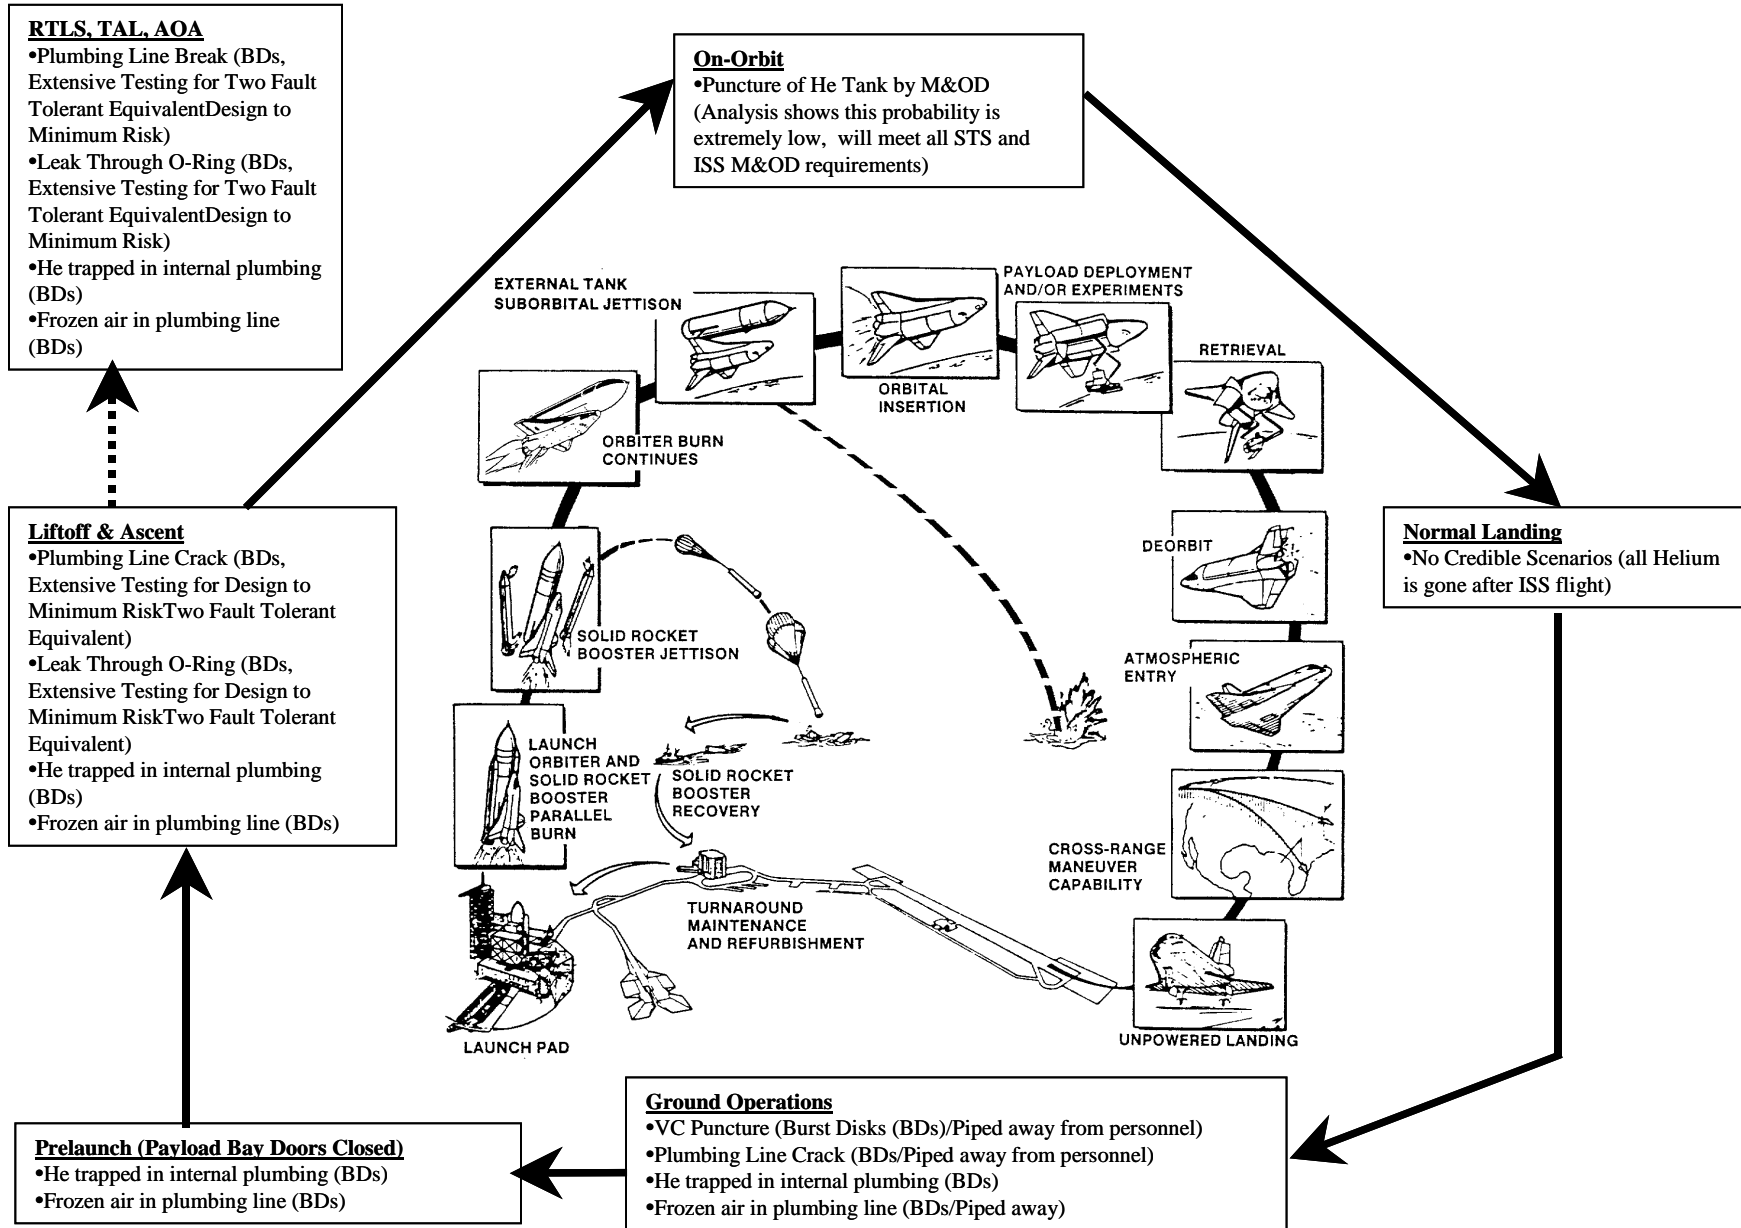 RTLS, TAL, AOA
•Plumbing Line Break (BDs,
Extensive Testing for Two Fault
Tolerant EquivalentDesign to
Minimum Risk)
•Leak Through O-Ring (BDs,
Extensive Testing for Two Fault
Tolerant EquivalentDesign to
Minimum Risk)
•He trapped in internal plumbing
(BDs)
•Frozen air in plumbing line
(BDs)
On-Orbit
•Puncture of He Tank by M&OD
(Analysis shows this probability is
extremely low,  will meet all STS and
ISS M&OD requirements)
EXTERNAL TANK
SUBORBITAL JETTISON
ORBITAL
INSERTION
PAYLOAD DEPLOYMENT
AND/OR EXPERIMENTS
RETRIEVAL
ORBITER BURN
CONTINUES
Liftoff & Ascent
•Plumbing Line Crack (BDs,
Extensive Testing for Design to
Minimum RiskTwo Fault Tolerant
Equivalent)
•Leak Through O-Ring (BDs,
Extensive Testing for Design to
Minimum RiskTwo Fault Tolerant
Equivalent)
•He trapped in internal plumbing
(BDs)
•Frozen air in plumbing line (BDs)
DEORBIT
Normal Landing
•No Credible Scenarios (all Helium
is gone after ISS flight)
SOLID ROCKET
BOOSTER JETTISON
ATMOSPHERIC
ENTRY
LAUNCH
ORBITER AND
SOLID ROCKET
BOOSTER
PARALLEL
BURN
SOLID ROCKET
BOOSTER
RECOVERY
CROSS-RANGE
MANEUVER
CAPABILITY
TURNAROUND
MAINTENANCE
AND REFURBISHMENT
LAUNCH PAD
UNPOWERED LANDING
Ground Operations
•VC Puncture (Burst Disks (BDs)/Piped away from personnel)
•Plumbing Line Crack (BDs/Piped away from personnel)
•He trapped in internal plumbing (BDs)
•Frozen air in plumbing line (BDs/Piped away)
Prelaunch (Payload Bay Doors Closed)
•He trapped in internal plumbing (BDs)
•Frozen air in plumbing line (BDs)